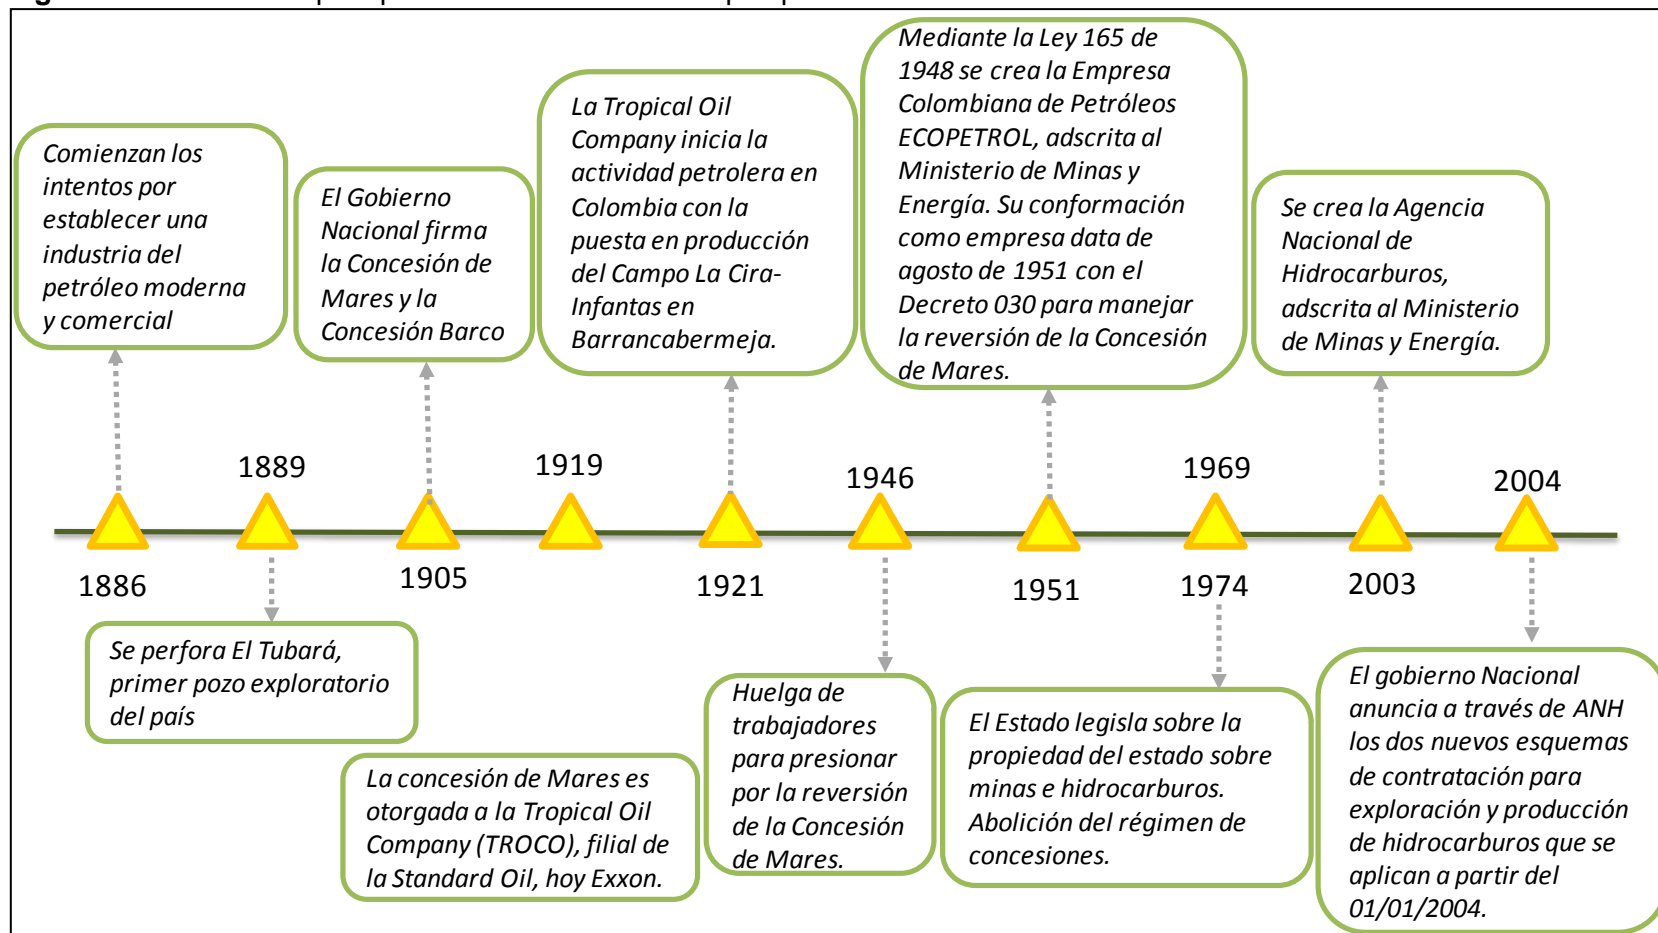 Comienzan los
intentos por
establecer una
industria del
petróleo moderna
y comercial
El Gobierno
Nacional firma
la Concesión de
Mares y la
Concesión Barco
La Tropical Oil
Company inicia la
actividad petrolera en
Colombia con la
puesta en producción
del Campo La Cira-
Infantas en
Barrancabermeja.
Mediante la Ley 165 de
1948 se crea la Empresa
Colombiana de Petróleos
ECOPETROL, adscrita al
Ministerio de Minas y
Energía. Su conformación
como empresa data de
agosto de 1951 con el
Decreto 030 para manejar
la reversión de la Concesión
de Mares.
Se crea la Agencia
Nacional de
Hidrocarburos,
adscrita al Ministerio
de Minas y Energía.
1889
1919
1946
1969
2004
1886
1905
1921
1951
1974
2003
Se perfora El Tubará,
primer pozo exploratorio
del país
La concesión de Mares es
otorgada a la Tropical Oil
Company (TROCO), filial de
la Standard Oil, hoy Exxon.
Huelga de
trabajadores
para presionar
por la reversión
de la Concesión
de Mares.
El Estado legisla sobre la
propiedad del estado sobre
minas e hidrocarburos.
Abolición del régimen de
concesiones.
El gobierno Nacional
anuncia a través de ANH
los dos nuevos esquemas
de contratación para
exploración y producción
de hidrocarburos que se
aplican a partir del
01/01/2004.